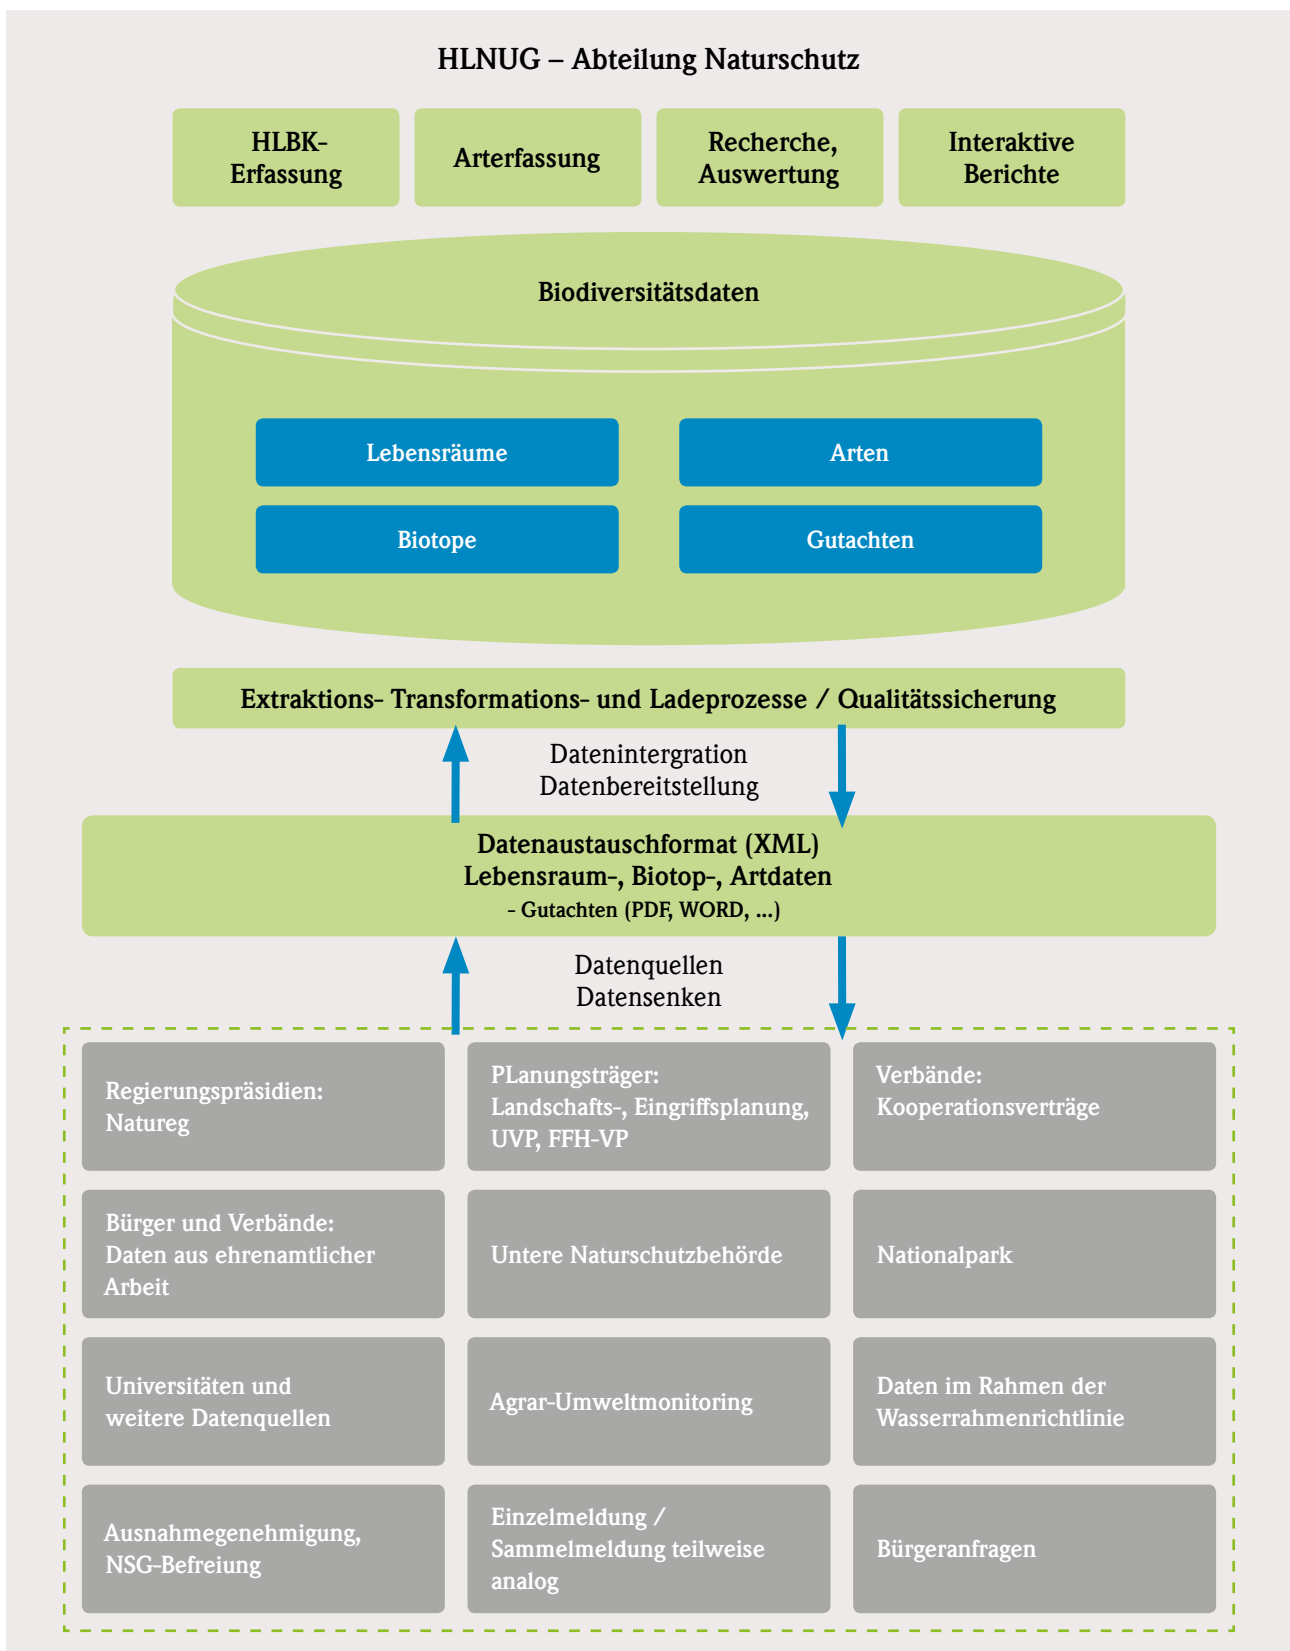 HLNUG – Abteilung Naturschutz
HLBK-
Erfassung
Arterfassung
Recherche,
Auswertung
Interaktive
Berichte
Biodiversitätsdaten
Lebensräume
Arten
Biotope
Gutachten
Extraktions- Transformations- und Ladeprozesse / Qualitätssicherung
Datenintergration
Datenbereitstellung
Datenaustauschformat (XML)
Lebensraum-, Biotop-, Artdaten
- Gutachten (PDF, WORD, ...)
Datenquellen
Datensenken
Regierungspräsidien:
Natureg
PLanungsträger:
Landschafts-, Eingriffsplanung,
UVP, FFH-VP
Verbände:
Kooperationsverträge
Bürger und Verbände:
Daten aus ehrenamtlicher
Arbeit
Untere Naturschutzbehörde
Nationalpark
Universitäten und
weitere Datenquellen
Agrar-Umweltmonitoring
Daten im Rahmen der
Wasserrahmenrichtlinie
Ausnahmegenehmigung,
NSG-Befreiung
Einzelmeldung /
Sammelmeldung teilweise
analog
Bürgeranfragen